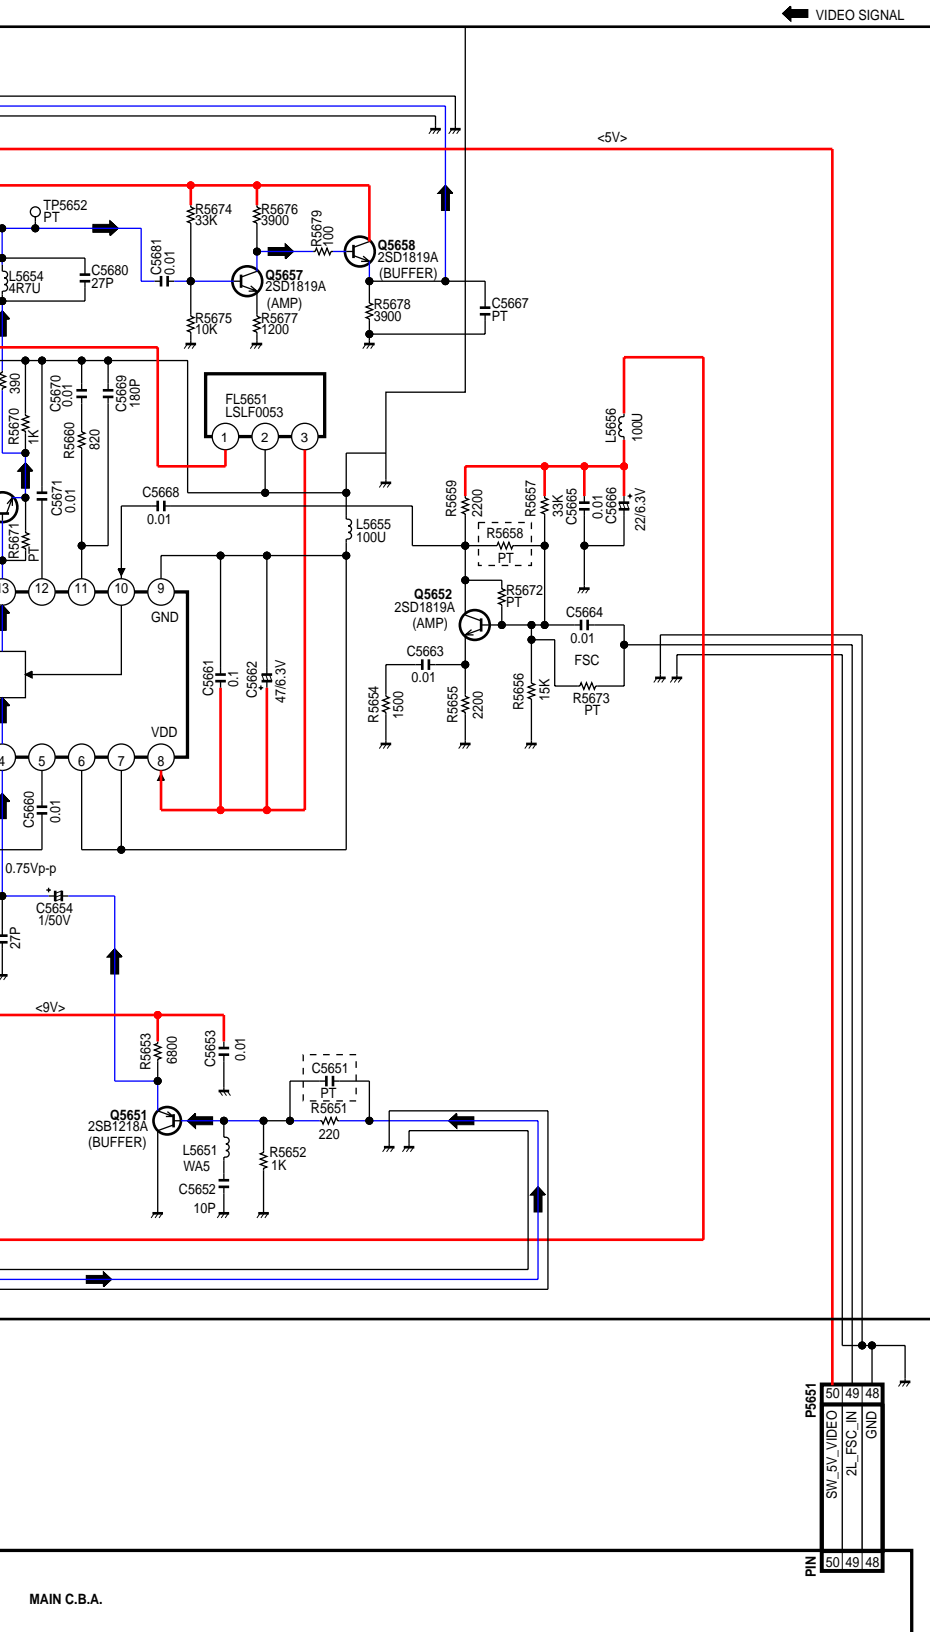 VIDEO SIGNAL
<5V>
TP5652
PT
R5674
33K
R5676
3900
R5679
100
Q5658
2SD1819A
(BUFFER)
C5681
0.01
L5654
4R7U
C5680
27P
Q5657
2SD1819A
(AMP)
R5675
10K
R5677
1200
R5678
3900
C5667
PT
390
R5670
1K
C5670
0.01
C5669
180P
R5660
820
FL5651
LSLF0053
1
2
3
L5656
100U
C5671
0.01
C5668
0.01
R5671
PT
L5655
100U
R5659
2200
R5657
33K
C5665
0.01
C5666
22/6.3V
R5658
PT
13
12
11
10
9
GND
Q5652
2SD1819A
(AMP)
R5672
PT
C5664
0.01
FSC
C5663
0.01
R5654
1500
R5655
2200
R5656
15K
R5673
PT
C5661
0.1
C5662
47/6.3V
VDD
4
5
6
7
8
C5660
0.01
0.75Vp-p
C5654
1/50V
27P
<9V>
R5653
6800
C5653
0.01
C5651
PT
R5651
220
Q5651
2SB1218A
(BUFFER)
L5651
WA5
R5652
1K
C5652
10P
P5651
50 49 48
SW_5V_VIDEO
2L_FSC_IN
GND
PIN
50 49 48
MAIN C.B.A.